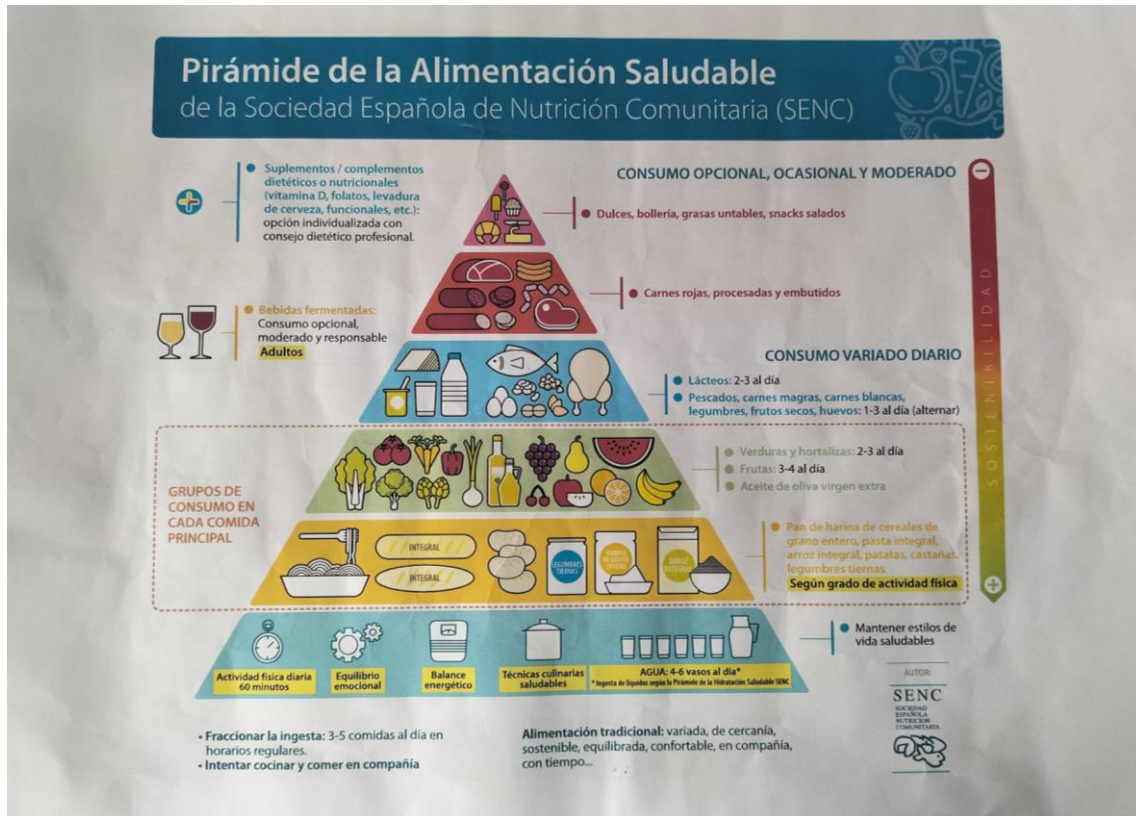 Pirámide de la Alimentación Saludable
de la Sociedad Española de Nutrición Comunitaria (SENC)
Suplementos / complementos
dietéticos o nutricionales
(vitamina D, folatos, levadura
de cerveza, funcionales, etc.):
opción individualizada con
consejo dietético profesional.
CONSUMO OPCIONAL, OCASIONAL Y MODERADO
Dulces, bollería, grasas untables, snacks salados
Carnes rojas, procesadas y embutidos
Bebidas fermentadas:
Consumo opcional,
moderado y responsable
Adultos
CONSUMO VARIADO DIARIO
Lácteos: 2-3 al día
Pescados, carnes magras, carnes blancas,
legumbres, frutos secos, huevos: 1-3 al día (alternar)
SOSTENIBILIDAD
GRUPOS DE
CONSUMO EN
CADA COMIDA
PRINCIPAL
Verduras y hortalizas: 2-3 al día
Frutas: 3-4 al día
Aceite de oliva virgen extra
INTEGRAL
INTEGRAL
LEGUMBRES
TIERNAS
HARINA
DE GRANO
ENTERO
ARROZ
INTEGRAL
Pan de harina de cereales de
grano entero, pasta integral,
arroz integral, patatas, castañas,
legumbres tiernas
Según grado de actividad física
Actividad física diaria
60 minutos
Equilibrio
emocional
Balance
energético
Técnicas culinarias
saludables
AGUA: 4-6 vasos al día*
* Ingesta de líquidos según la Pirámide de la Hidratación Saludable SENC
Mantener estilos de
vida saludables
AUTOR:
SENC
SOCIEDAD
ESPAÑOLA
NUTRICIÓN
COMUNITARIA
• Fraccionar la ingesta: 3-5 comidas al día en
horarios regulares.
• Intentar cocinar y comer en compañía
Alimentación tradicional: variada, de cercanía,
sostenible, equilibrada, confortable, en compañía,
con tiempo...